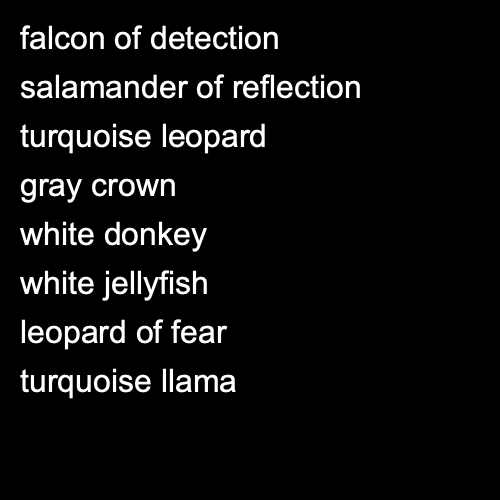 falcon of detection
salamander of reflection
turquoise leopard
gray crown
white donkey
white jellyfish
leopard of fear
turquoise llama